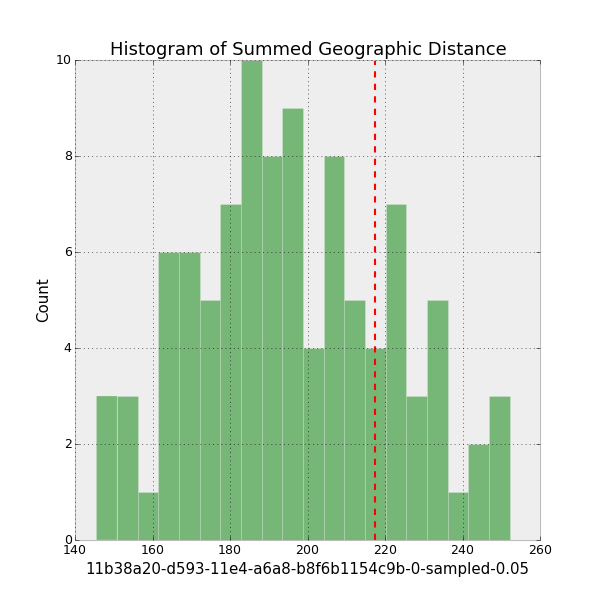 Histogram of Summed Geographic Distance
10
8
6
4
2
0
Count
140 160 180 200 220 240 260
11b38a20-d593-11e4-a6a8-b8f6b1154c9b-0-sampled-0.05